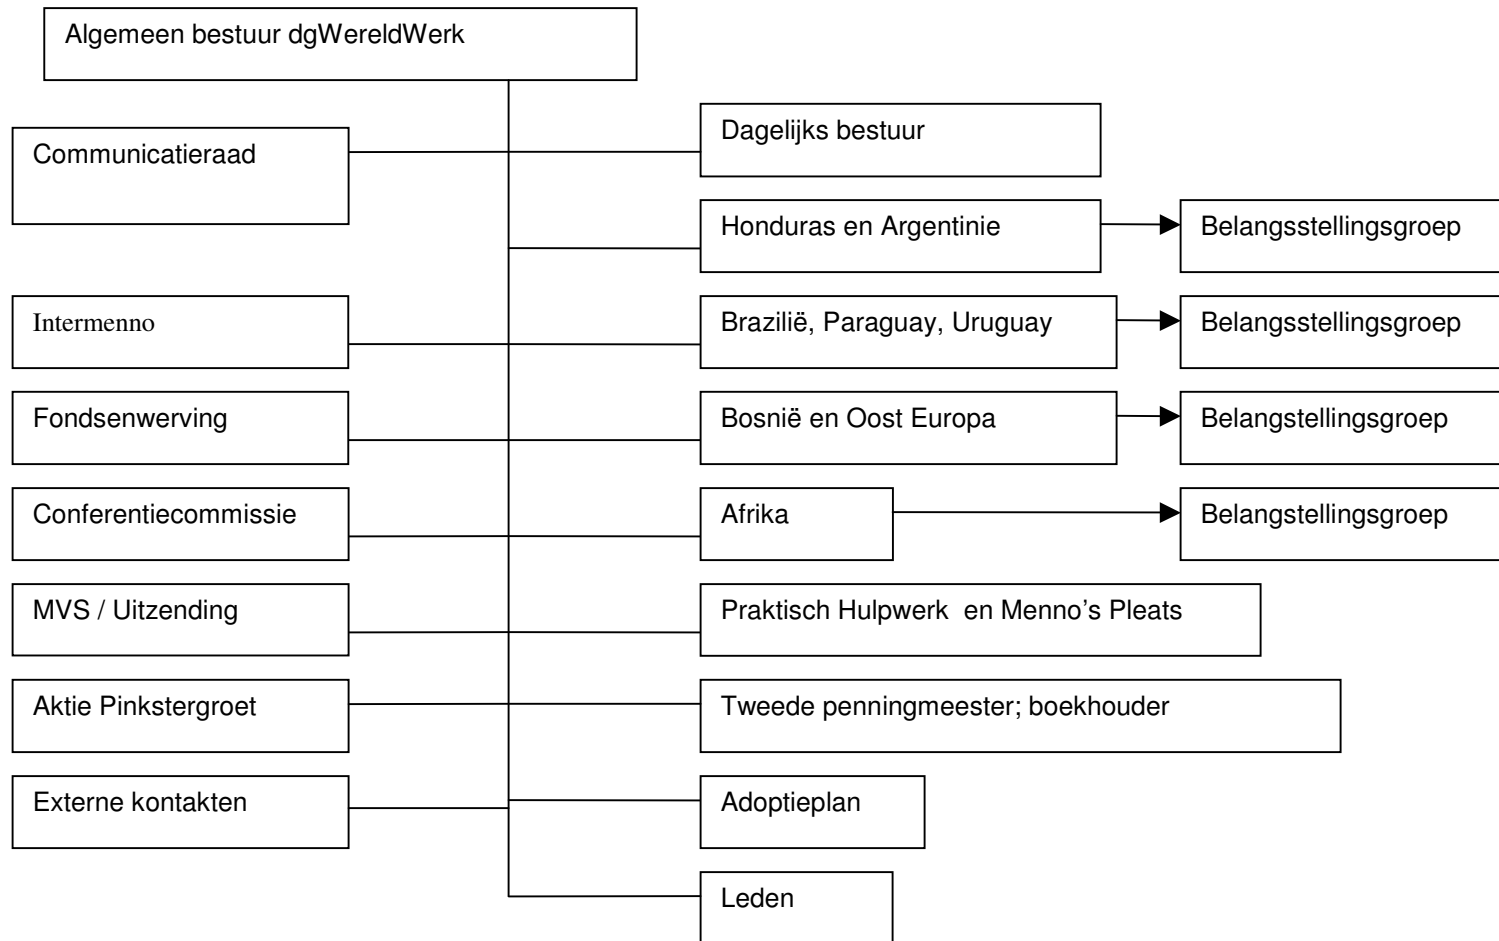 Algemeen bestuur dgWereldWerk
Communicatieraad
Dagelijks bestuur
Honduras en Argentinie
Belangsstellingsgroep
Intermenno
Brazilië, Paraguay, Uruguay
Belangsstellingsgroep
Fondsenwerving
Bosnië en Oost Europa
Belangstellingsgroep
Conferentiecommissie
Afrika
Belangstellingsgroep
MVS / Uitzending
Praktisch Hulpwerk  en Menno’s Pleats
Aktie Pinkstergroet
Tweede penningmeester; boekhouder
Externe kontakten
Adoptieplan
Leden